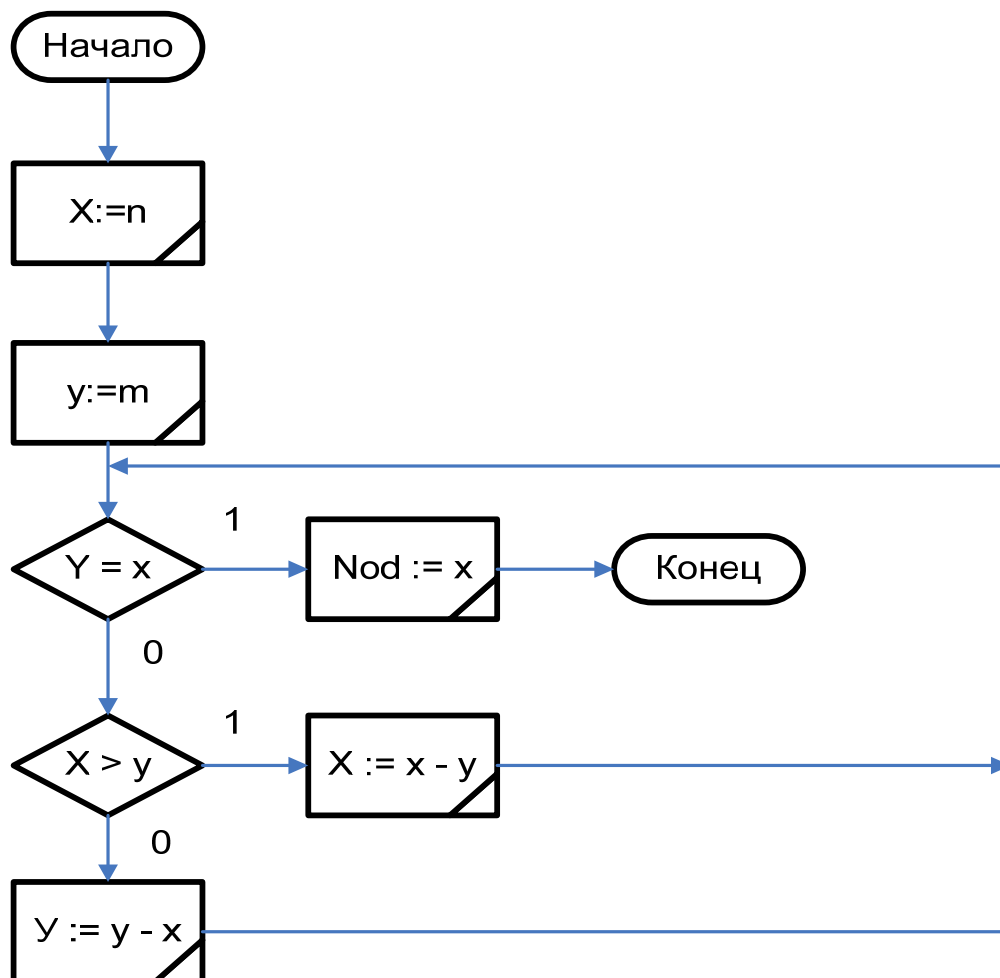 Начало
X:=n
y:=m
Y = x
1
Nod := x
Конец
0
X > y
1
X := x - y
0
У := y - x